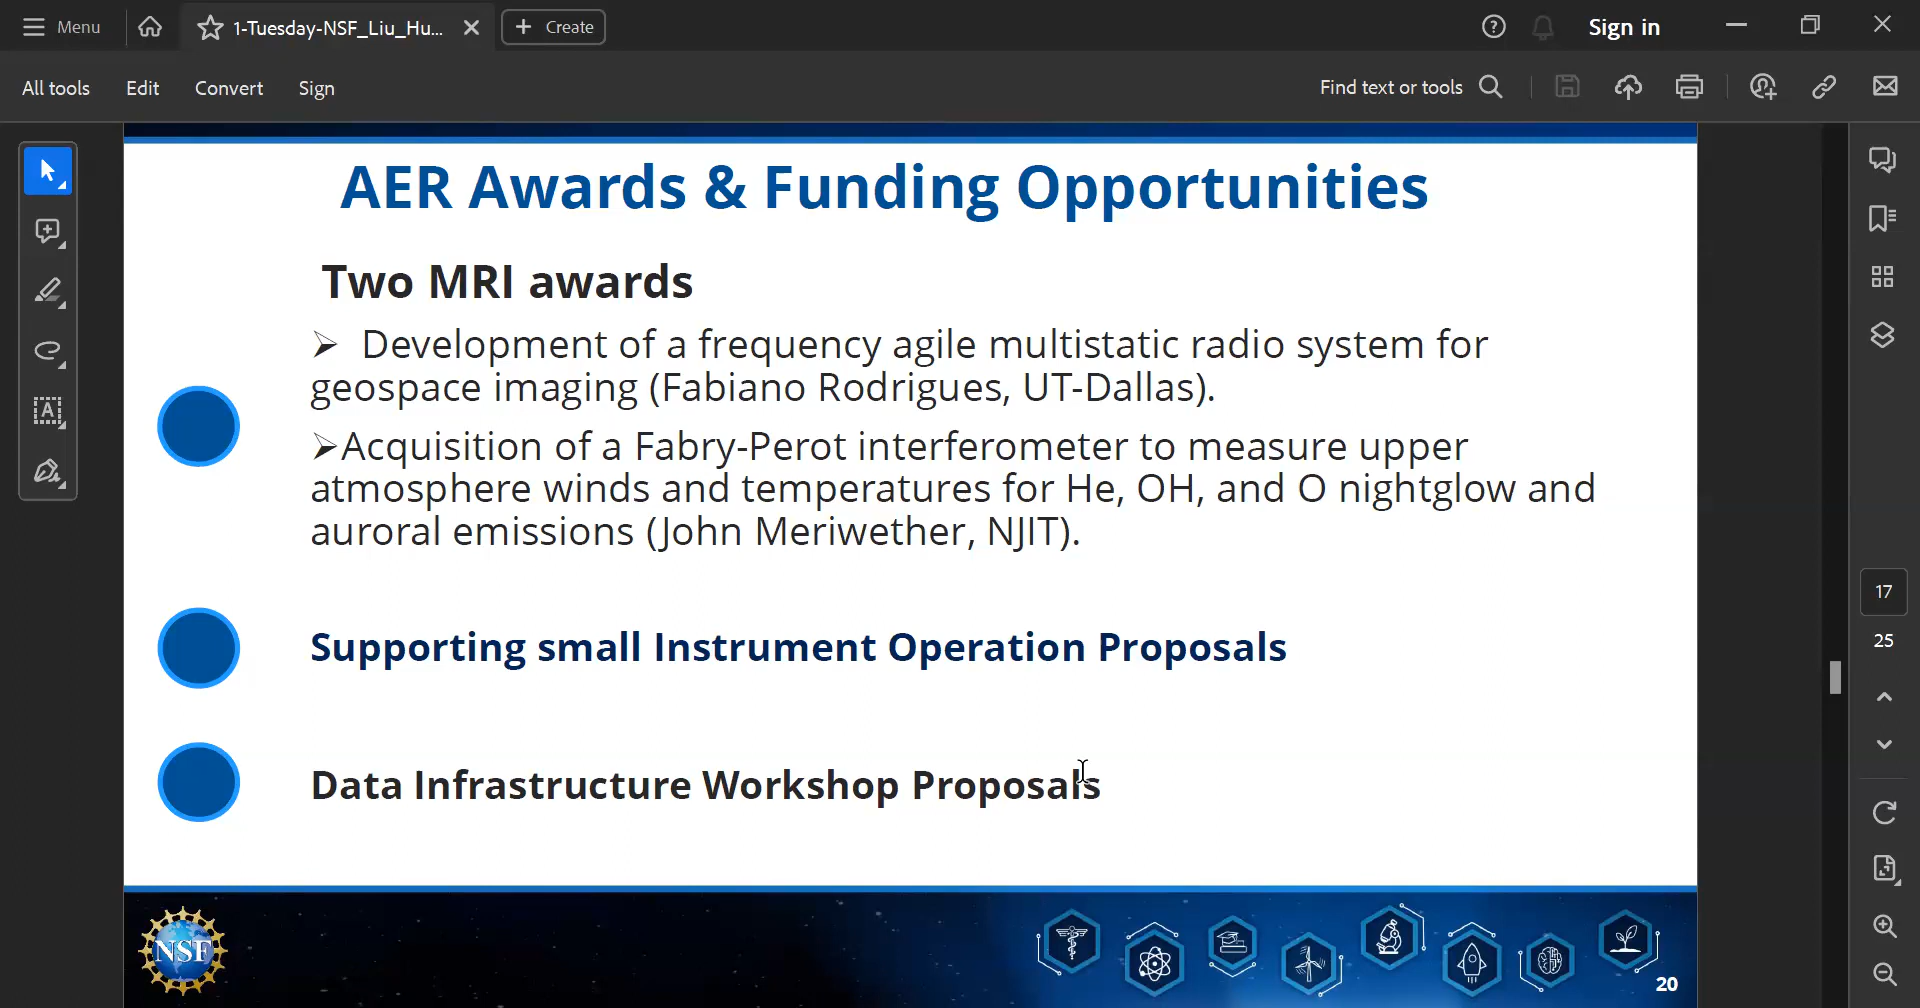 Menu
1-Tuesday-NSF_Liu_Hu...
Create
Sign in
All tools
Edit
Convert
Sign
Find text or tools
AER Awards & Funding Opportunities
Two MRI awards
➢ Development of a frequency agile multistatic radio system for
geospace imaging (Fabiano Rodrigues, UT-Dallas).
➢Acquisition of a Fabry-Perot interferometer to measure upper
atmosphere winds and temperatures for He, OH, and O nightglow and
auroral emissions (John Meriwether, NJIT).
Supporting small Instrument Operation Proposals
Data Infrastructure Workshop Proposals
17
25
NSF
20